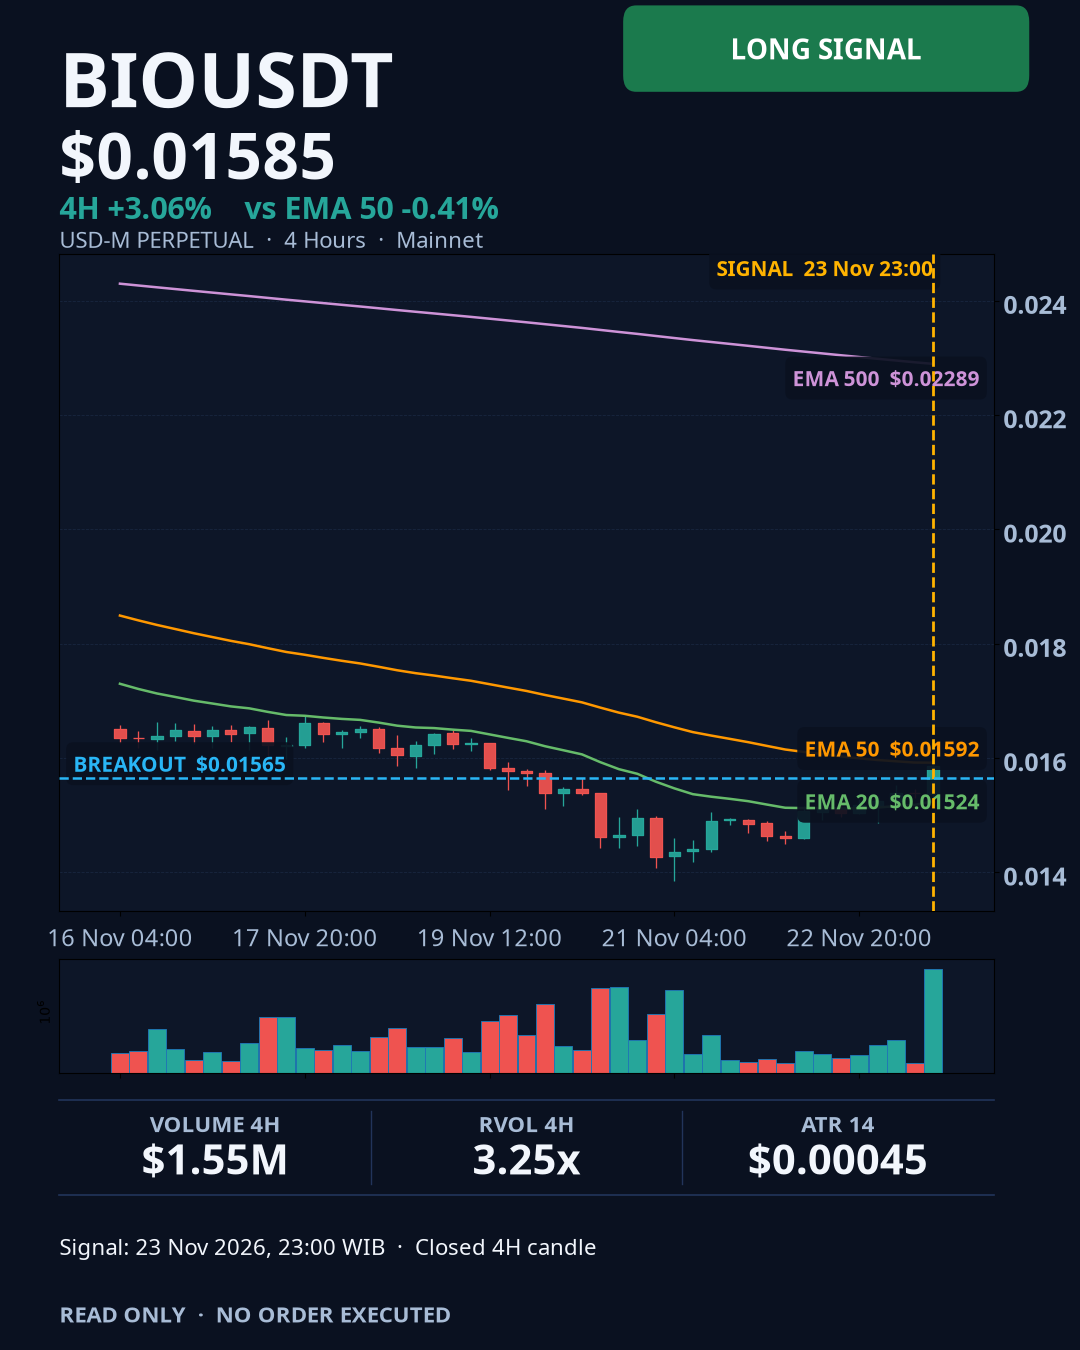 LONG SIGNAL
BIOUSDT
$0.01585
4H +3.06% vs EMA 50 -0.41%
USD-M PERPETUAL · 4 Hours · Mainnet
SIGNAL 23 Nov 23:00
0.024
EMA 500 $0.02289
0.022
0.020
0.018
EMA 50 $0.01592
0.016
BREAKOUT $0.01565
EMA 20 $0.01524
0.014
16 Nov 04:00 17 Nov 20:00 19 Nov 12:00 21 Nov 04:00 22 Nov 20:00
10⁶
VOLUME 4H RVOL 4H ATR 14
$1.55M 3.25x $0.00045
Signal: 23 Nov 2026, 23:00 WIB · Closed 4H candle
READ ONLY · NO ORDER EXECUTED